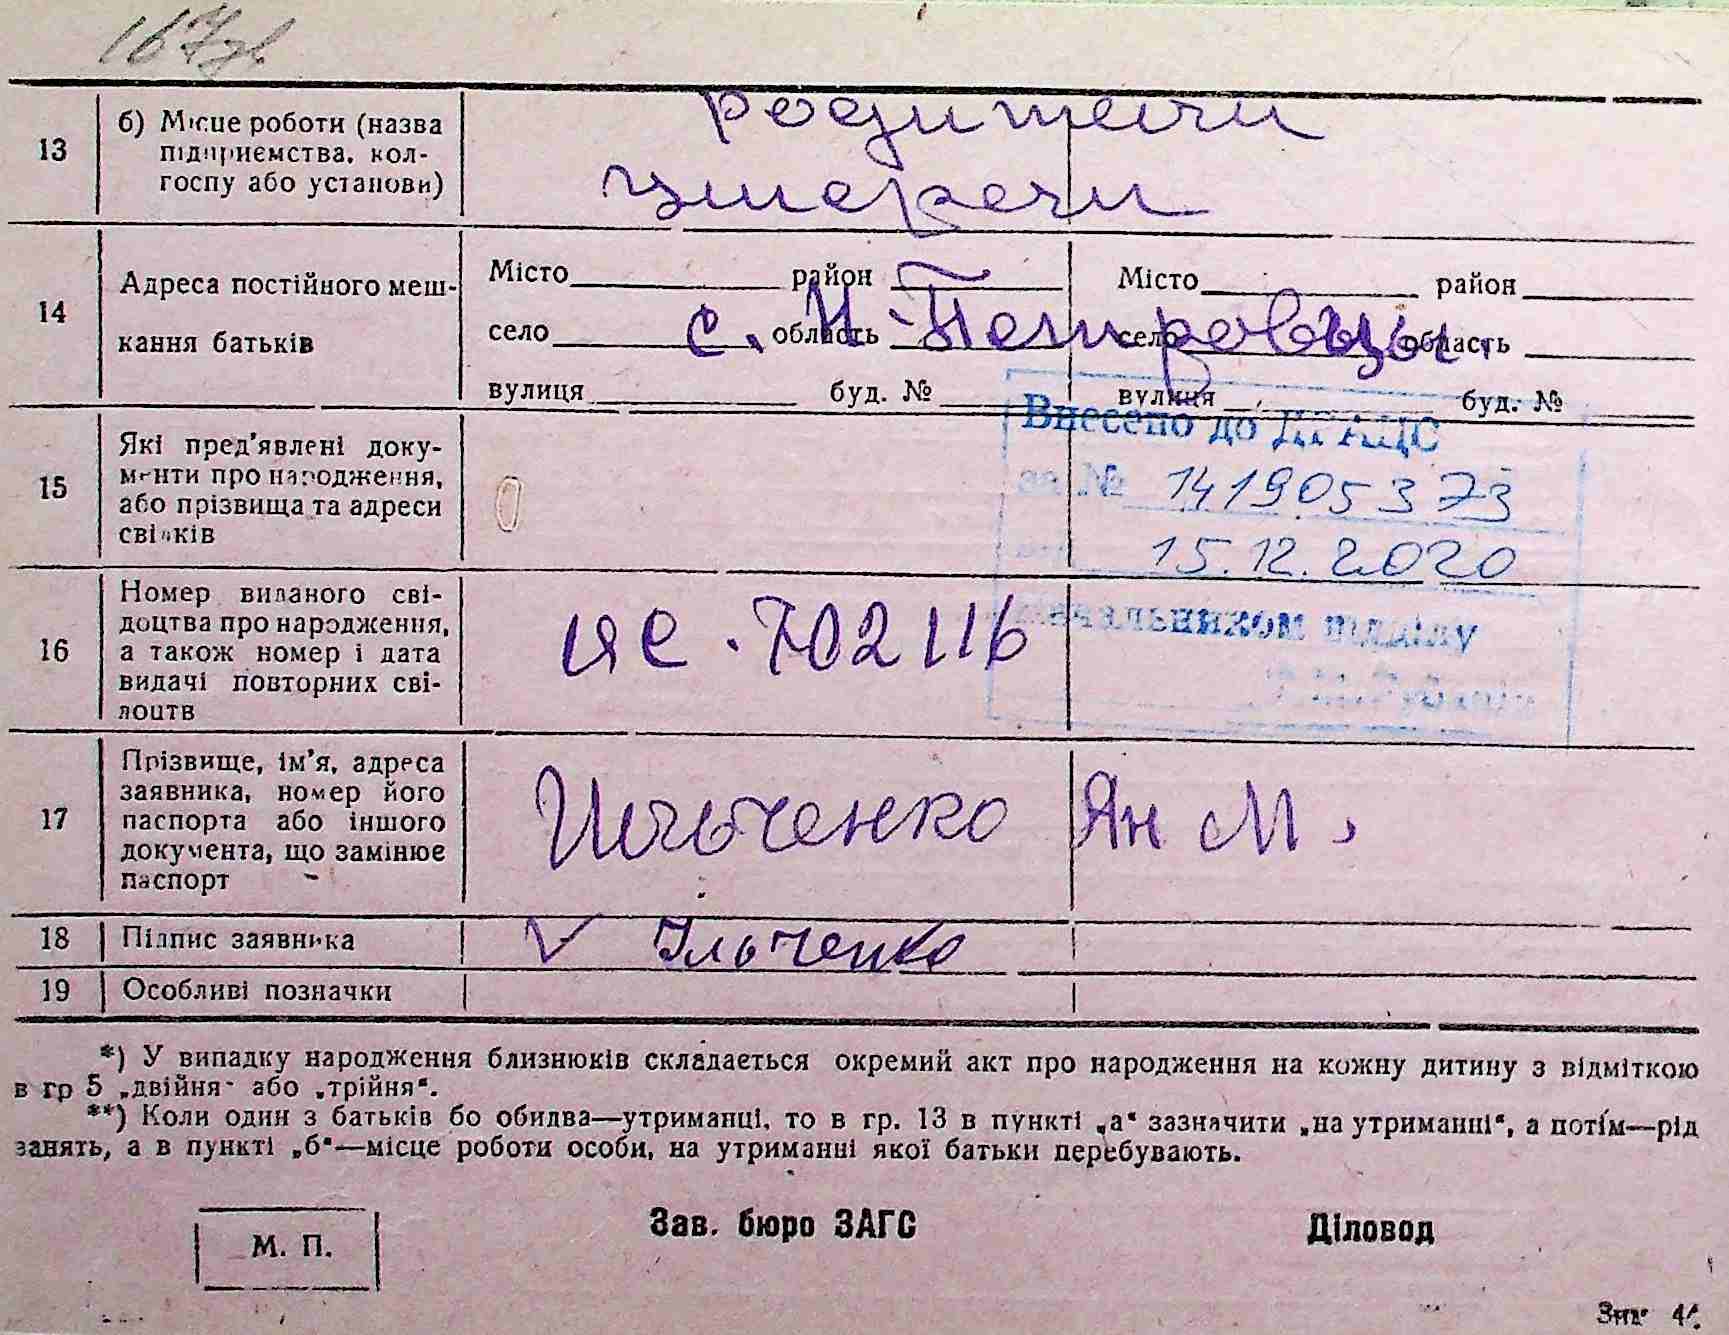 167
13
б) Місце роботи (назва
підприємства, кол-
госпу або установи)
родители
умерли
14
Адреса постійного меш-
кання батьків
Місто район
село область
вулиця буд. №
Місто район
село область
вулиця буд. №
с. Н-Петровцы.
15
Які пред'явлені доку-
менти про народження,
або прізвища та адреси
свідків
Внесено до ДРАЦС
за № 141905373
15.12.2020
начальником відділу
16
Номер виданого сві-
доцтва про народження,
а також номер і дата
видачі повторних сві-
доцтв
ИЯС. 702116
17
Прізвище, ім'я, адреса
заявника, номер його
паспорта або іншого
документа, що замінює
паспорт
Ильченко Ян М.
18
Підпис заявника
V Ільченко
19
Особливі позначки
*) У випадку народження близнюків складається окремий акт про народження на кожну дитину з відміткою
в гр 5 „двійня" або „трійня".
**) Коли один з батьків бо обидва—утриманці, то в гр. 13 в пункті „а" зазначити „на утриманні", а потім—рід
занять, а в пункті „б"—місце роботи особи, на утриманні якої батьки перебувають.
М. П.
Зав. бюро ЗАГС
Діловод